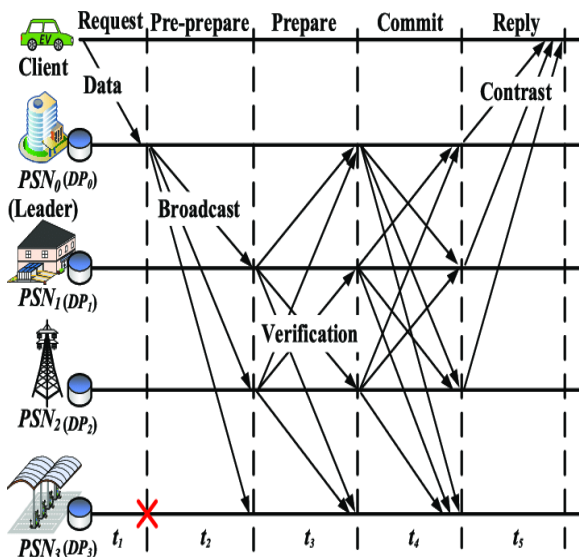 Request Pre-prepare Prepare Commit Reply
EV
Client
Data
Contrast
PSN0 (DP0)
(Leader)
Broadcast
PSN1 (DP1)
Verification
PSN2 (DP2)
PSN3 (DP3)
t1 t2 t3 t4 t5